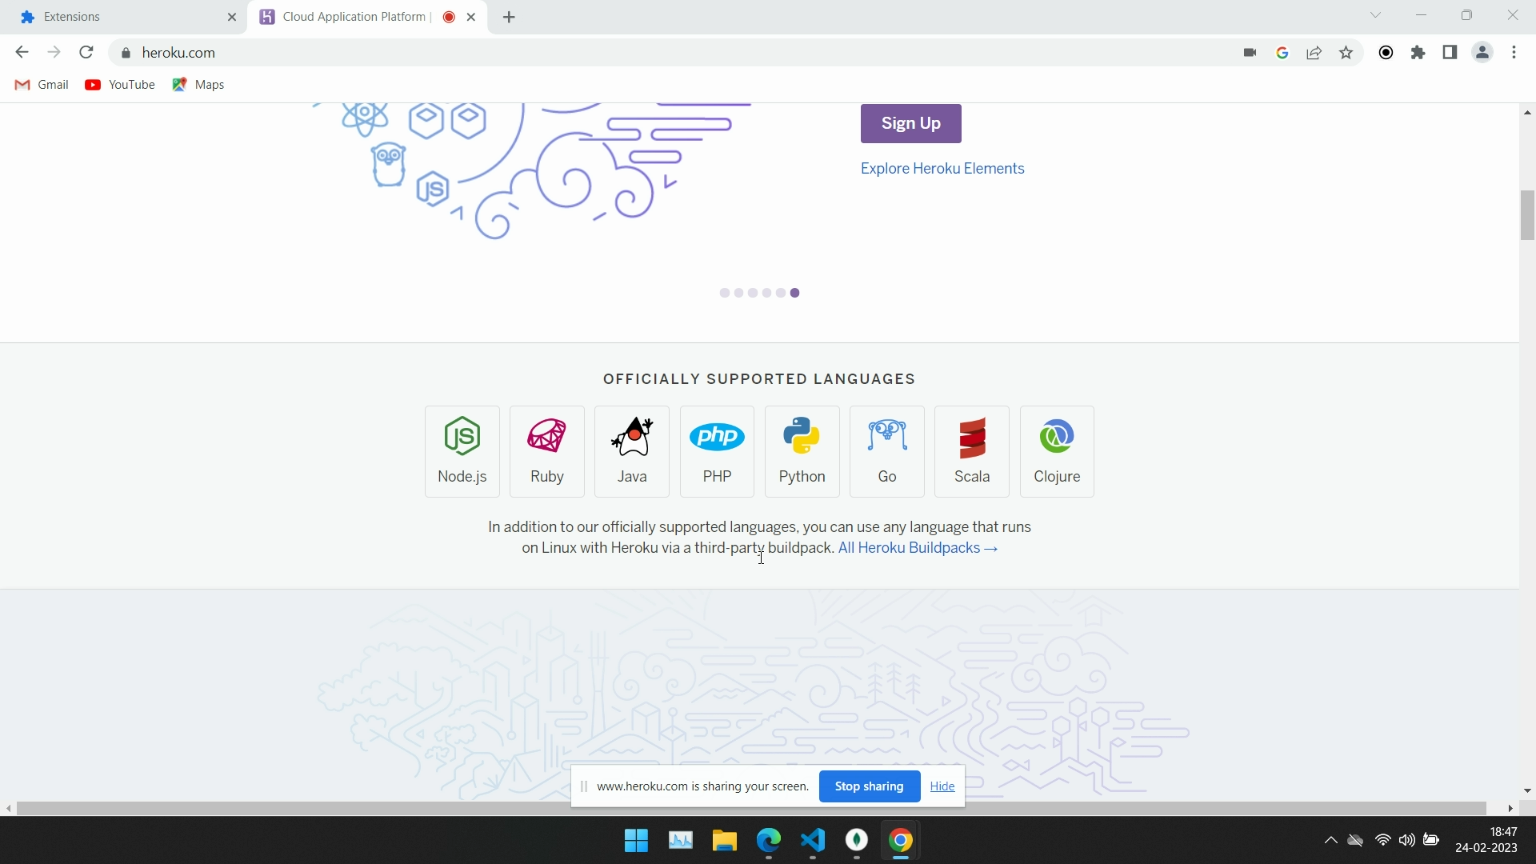 Extensions
Cloud Application Platform |
heroku.com
Gmail
YouTube
Maps
Sign Up
Explore Heroku Elements
JS
OFFICIALLY SUPPORTED LANGUAGES
JS
php
Node.js
Ruby
Java
PHP
Python
Go
Scala
Clojure
In addition to our officially supported languages, you can use any language that runs
on Linux with Heroku via a third-party buildpack. All Heroku Buildpacks →
www.heroku.com is sharing your screen.
Stop sharing
Hide
18:47
24-02-2023